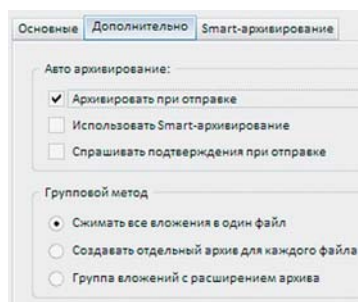 Основные Дополнительно Smart-архивирование
Авто архивирование:
Архивировать при отправке
Использовать Smart-архивирование
Спрашивать подтверждения при отправке
Групповой метод
Сжимать все вложения в один файл
Создавать отдельный архив для каждого файла
Группа вложений с расширением архива